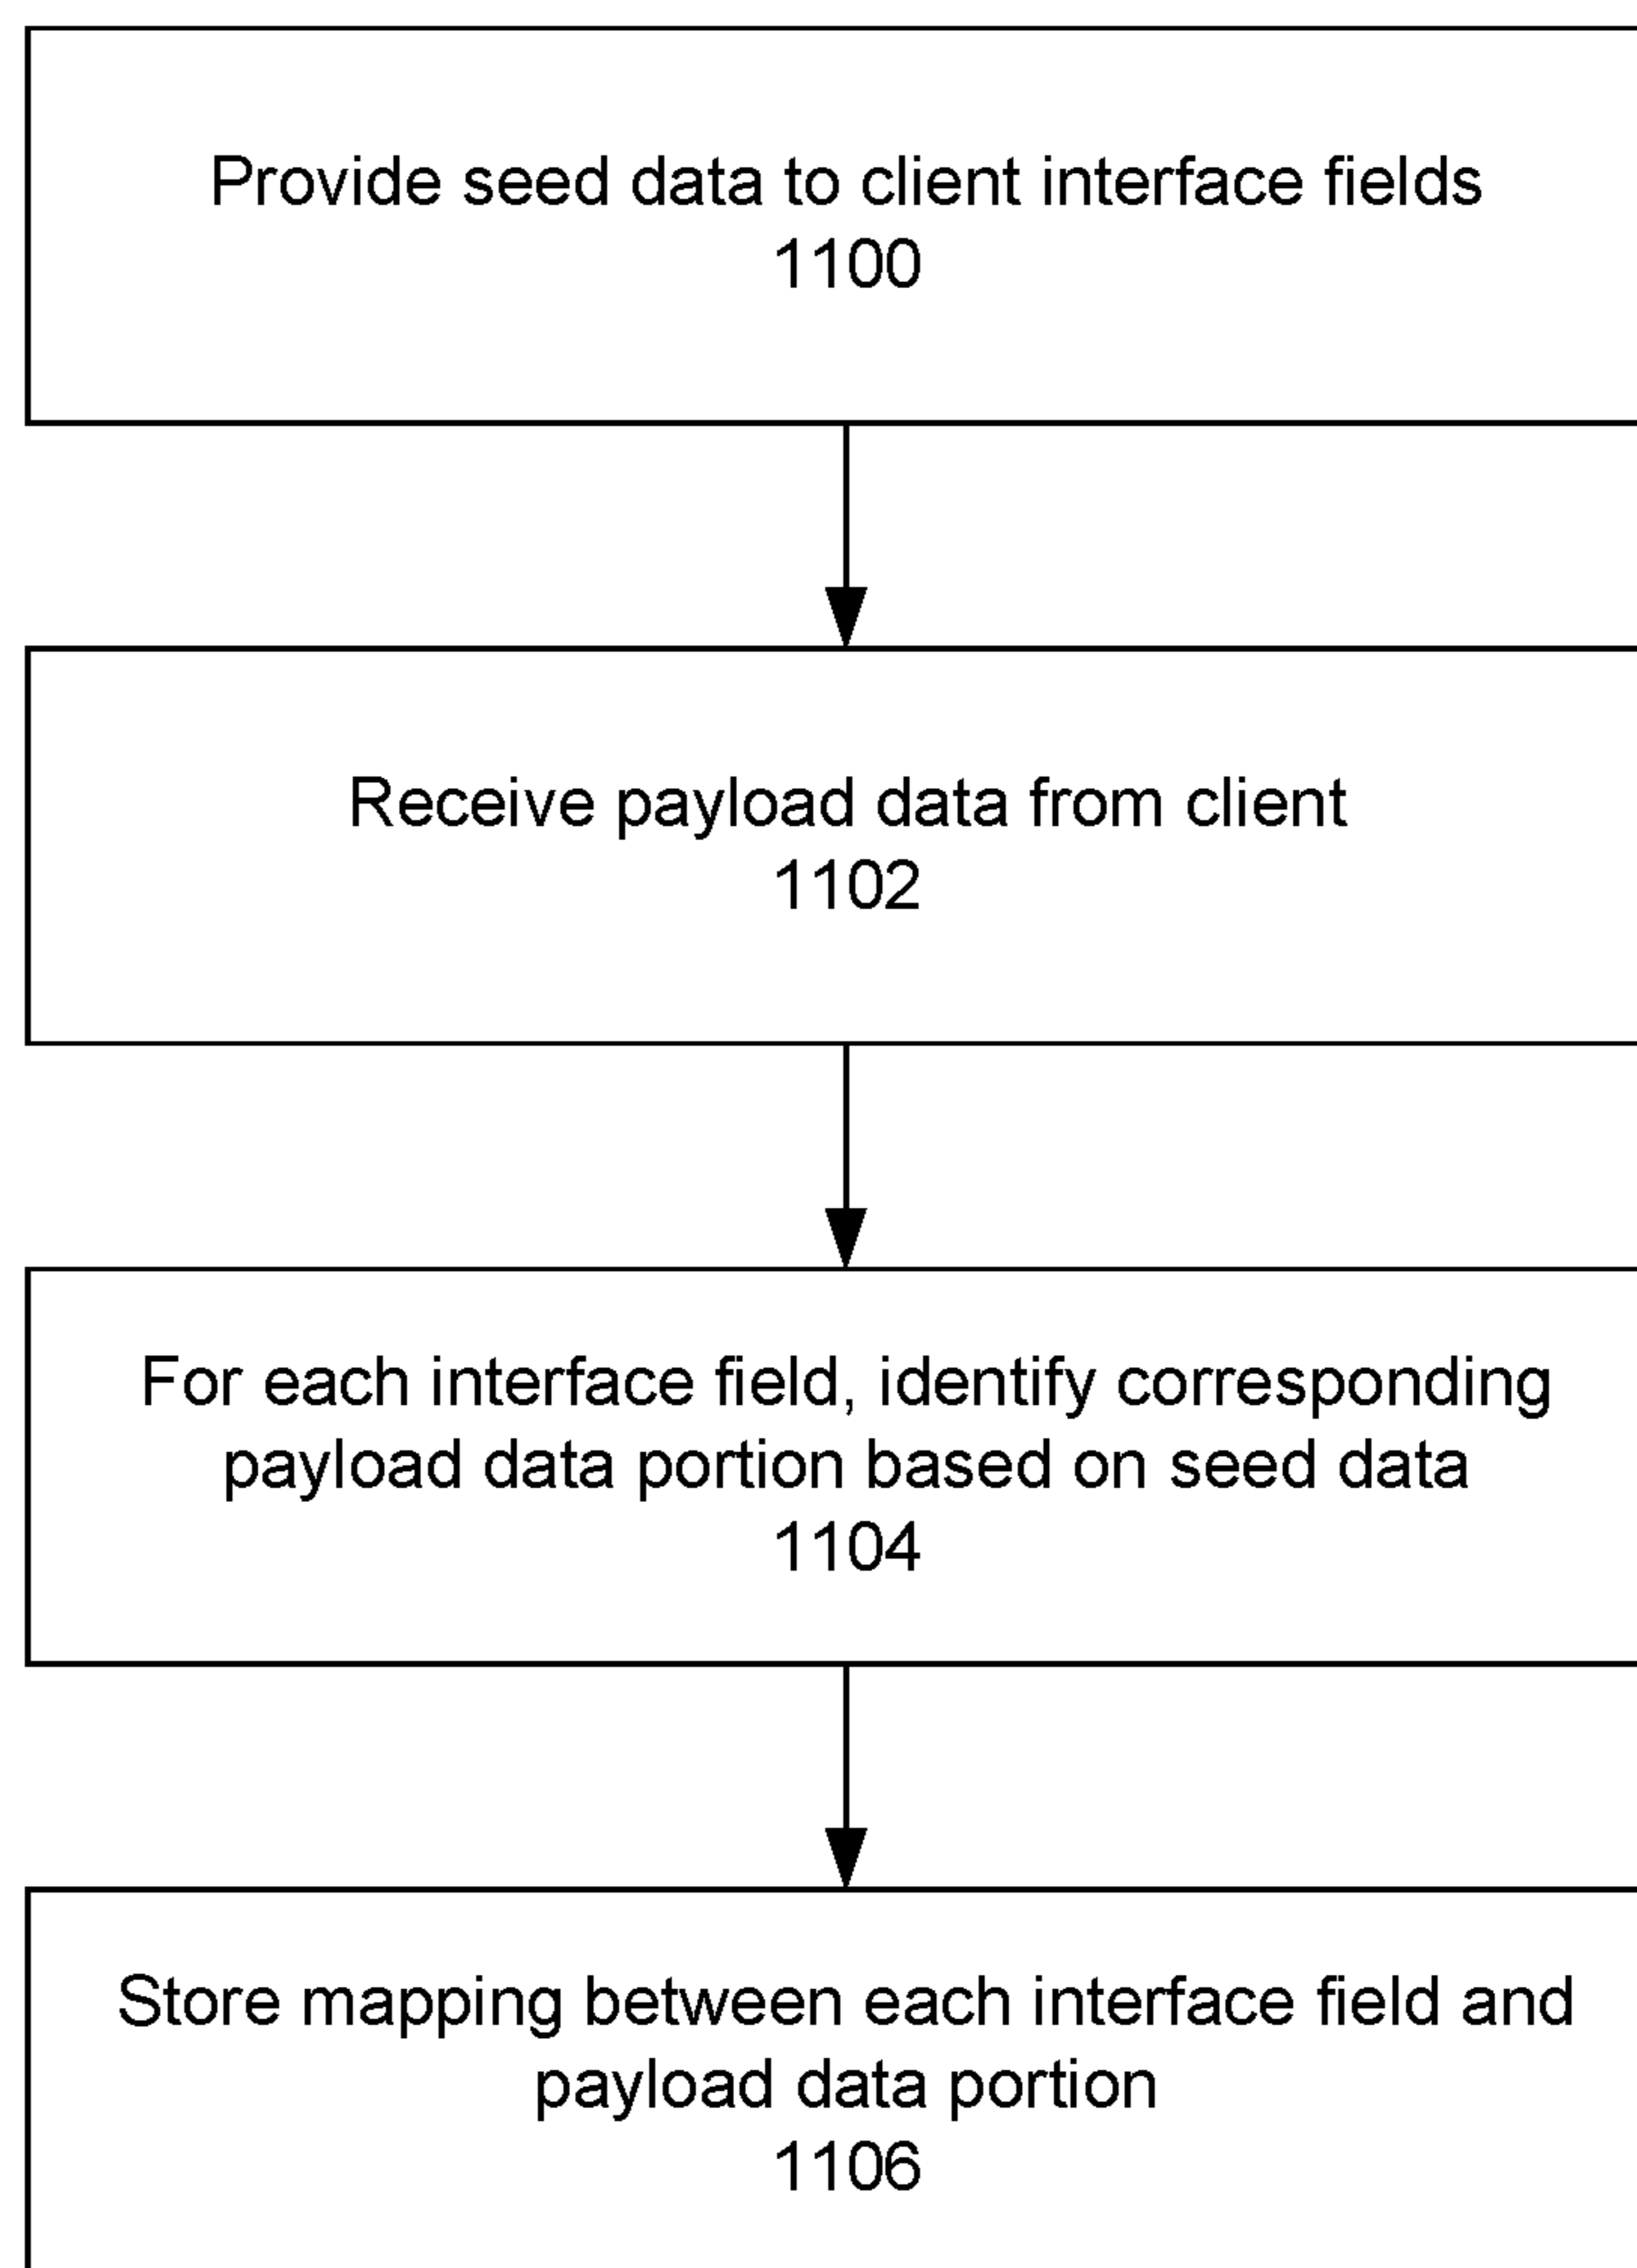 Provide seed data to client interface fields
1100
Receive payload data from client
1102
For each interface field, identify corresponding
payload data portion based on seed data
1104
Store mapping between each interface field and
payload data portion
1106